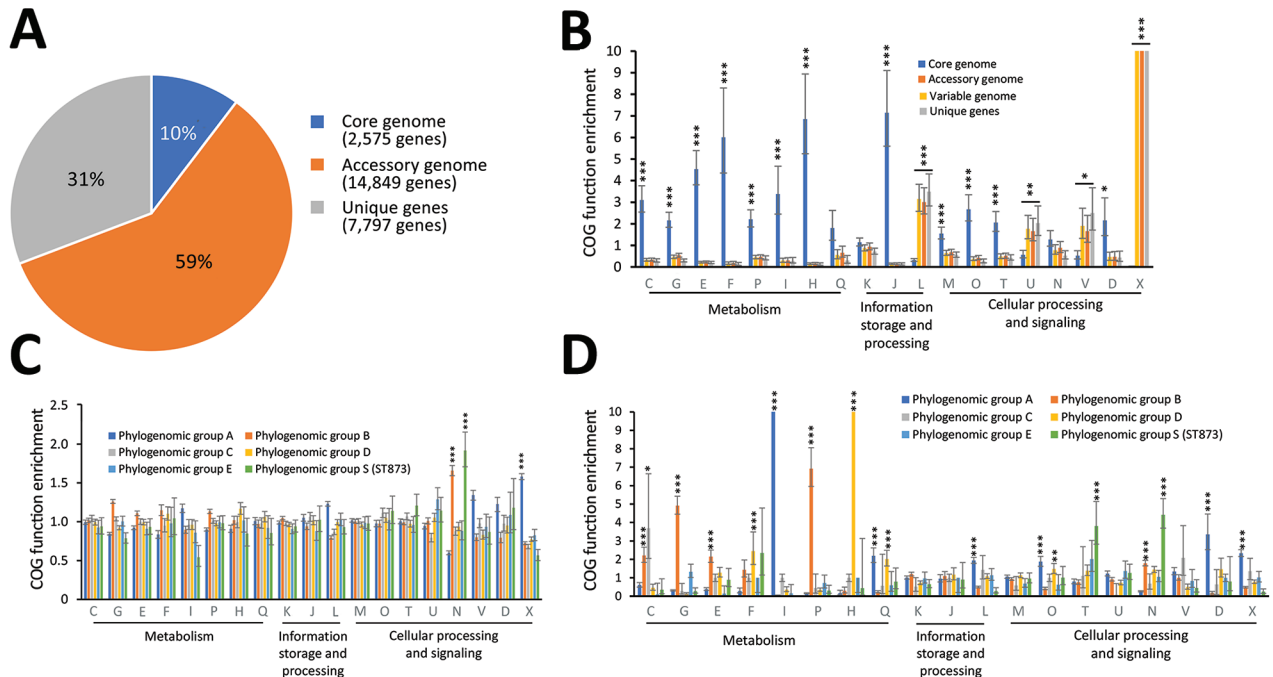 A
10%
31%
59%
Core genome
(2,575 genes)
Accessory genome
(14,849 genes)
Unique genes
(7,797 genes)
B
COG function enrichment
10
9
8
7
6
5
4
3
2
1
0
Core genome
Accessory genome
Variable genome
Unique genes
*** *** *** *** *** *** *** *** *** *** *** *** ** * * ***
C G E F P I H Q K J L M O T U N V D X
Metabolism
Information
storage and
processing
Cellular processing
and signaling
C
COG function enrichment
2.5
2.0
1.5
1.0
0.5
0
Phylogenomic group A
Phylogenomic group B
Phylogenomic group C
Phylogenomic group D
Phylogenomic group E
Phylogenomic group S (ST873)
*** *** ***
C G E F I P H Q K J L M O T U N V D X
Metabolism
Information
storage and
processing
Cellular processing
and signaling
D
COG function enrichment
10
9
8
7
6
5
4
3
2
1
0
Phylogenomic group A
Phylogenomic group B
Phylogenomic group C
Phylogenomic group D
Phylogenomic group E
Phylogenomic group S (ST873)
*** * *** *** *** *** *** *** *** *** *** *** ** *** *** *** *** ***
C G E F I P H Q K J L M O T U N V D X
Metabolism
Information
storage and
processing
Cellular processing
and signaling